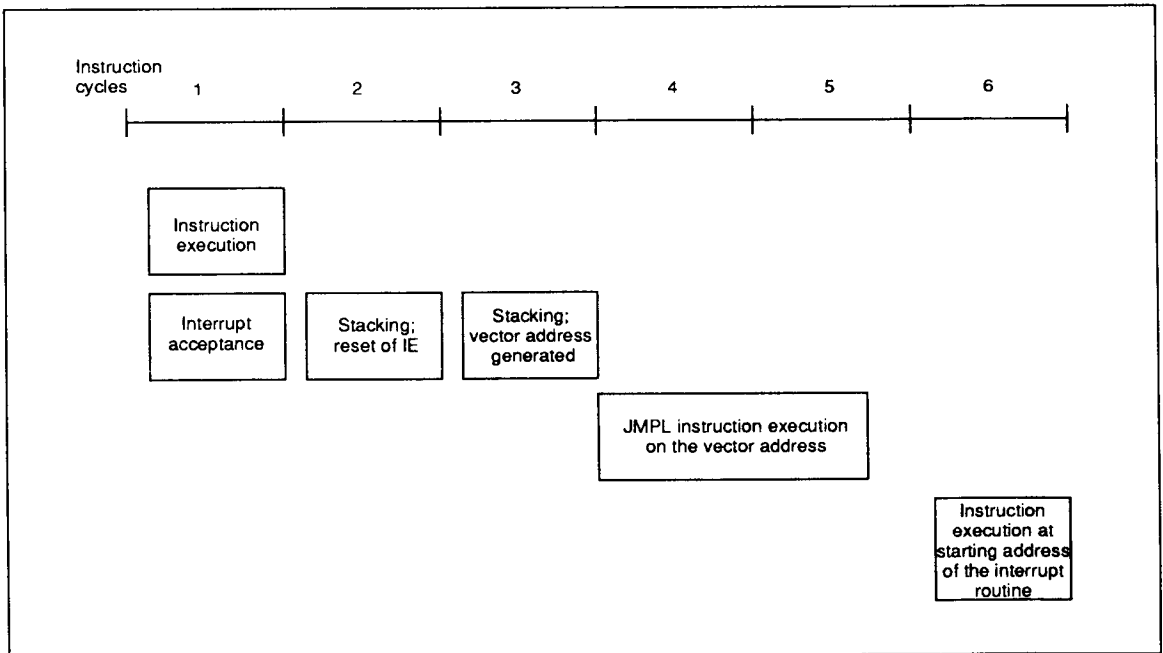 Instruction
cycles
1
2
3
4
5
6
Instruction
execution
Interrupt
acceptance
Stacking;
reset of IE
Stacking;
vector address
generated
JMPL instruction execution
on the vector address
Instruction
execution at
starting address
of the interrupt
routine